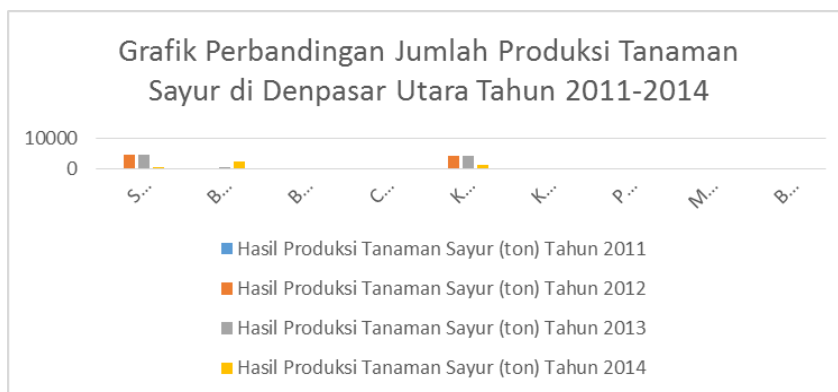 Grafik Perbandingan Jumlah Produksi Tanaman
Sayur di Denpasar Utara Tahun 2011-2014
10000
0
S... B... B... C... K... K... P... M... B...
Hasil Produksi Tanaman Sayur (ton) Tahun 2011
Hasil Produksi Tanaman Sayur (ton) Tahun 2012
Hasil Produksi Tanaman Sayur (ton) Tahun 2013
Hasil Produksi Tanaman Sayur (ton) Tahun 2014